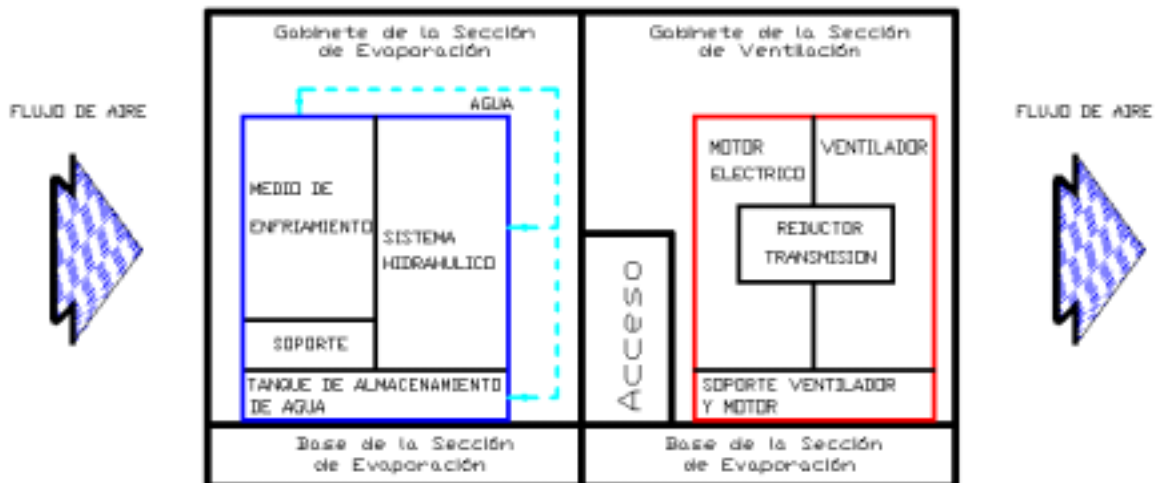 Gabinete de la Sección
de Evaporación
Gabinete de la Sección
de Ventilación
FLUJO DE AIRE
AGUA
FLUJO DE AIRE
MEDIO DE
ENFRIAMIENTO
SISTEMA
HIDRAHULICO
SOPORTE
TANQUE DE ALMACENAMIENTO
DE AGUA
Acceso
MOTOR
ELECTRICO
VENTILADOR
REDUCTOR
TRANSMISION
SOPORTE VENTILADOR
Y MOTOR
Base de la Sección
de Evaporación
Base de la Sección
de Evaporación